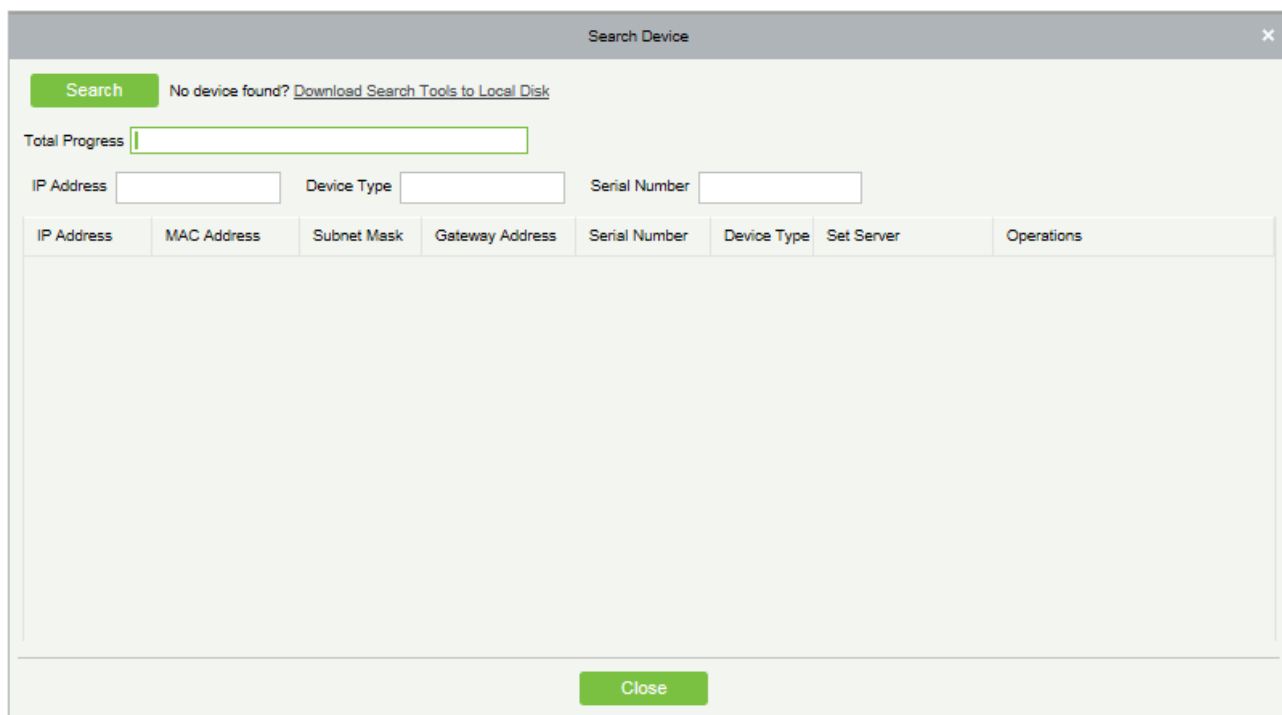 Search Device
Search No device found? Download Search Tools to Local Disk
Total Progress
IP Address Device Type Serial Number
IP Address MAC Address Subnet Mask Gateway Address Serial Number Device Type Set Server Operations
Close